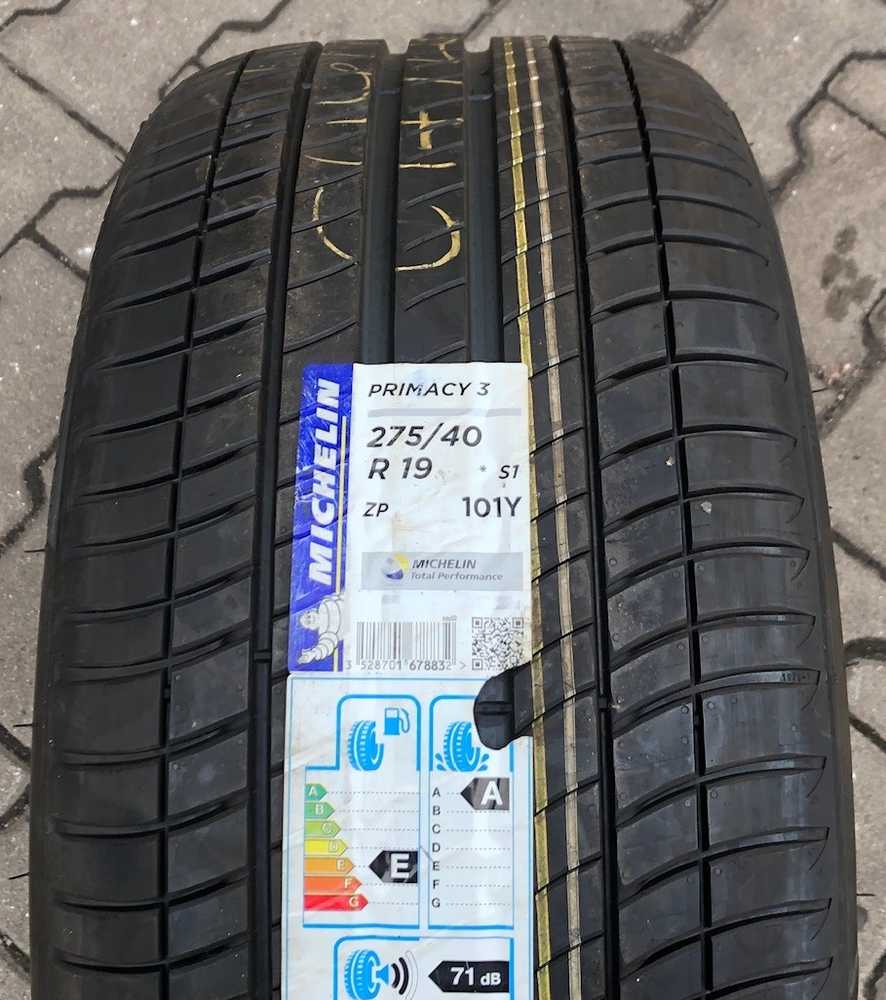 MICHELIN
PRIMACY 3
275/40
R 19 * S1
ZP 101Y
MICHELIN
Total Performance
3 528701 678832 >
A
B
C
D
E
F
G
E
A
B
C
D
E
F
G
A
71 dB